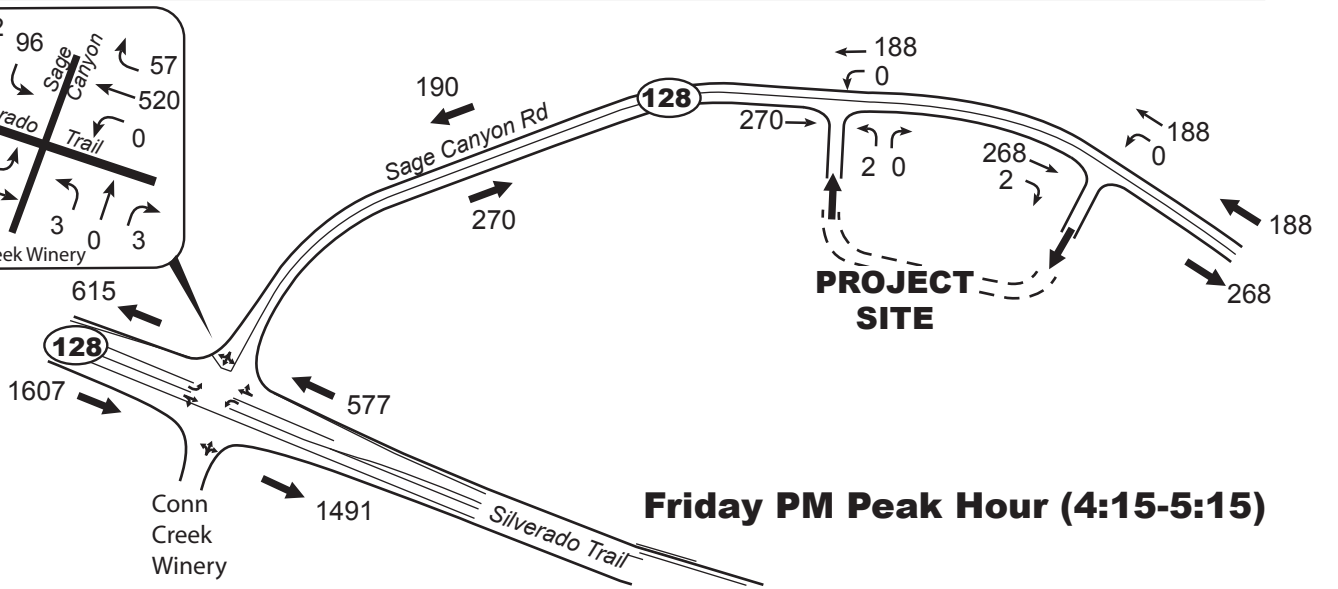 96
Sage
Canyon
57
520
0
Trail
3
0
3
190
Sage Canyon Rd
270
128
188
0
270
2 0
268
2
188
0
188
268
PROJECT
SITE
615
128
1607
577
1491
Conn
Creek
Winery
Silverado Trail
Friday PM Peak Hour (4:15-5:15)